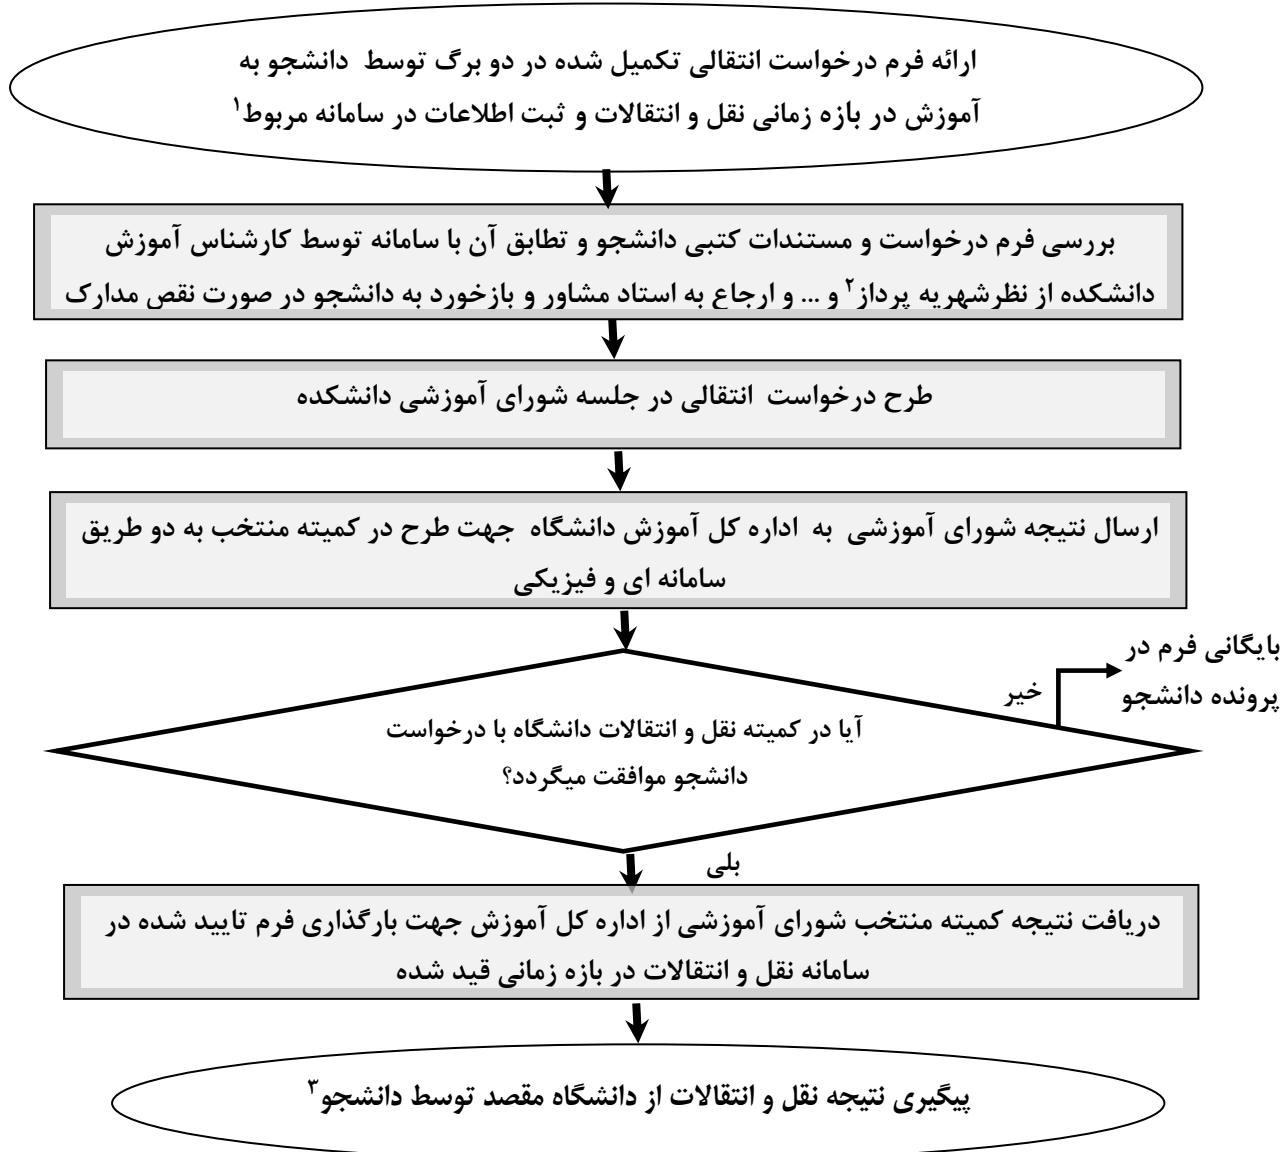 ارائه فرم درخواست انتقالی تکمیل شده در دو برگ توسط دانشجو به
آموزش در بازه زمانی نقل و انتقالات و ثبت اطلاعات در سامانه مربوط۱
بررسی فرم درخواست و مستندات کتبی دانشجو و تطابق آن با سامانه توسط کارشناس آموزش
دانشکده از نظرشهریه پرداز۲ و ... و ارجاع به استاد مشاور و بازخورد به دانشجو در صورت نقص مدارک
طرح درخواست انتقالی در جلسه شورای آموزشی دانشکده
ارسال نتیجه شورای آموزشی به اداره کل آموزش دانشگاه جهت طرح در کمیته منتخب به دو طریق
سامانه ای و فیزیکی
آیا در کمیته نقل و انتقالات دانشگاه با درخواست
دانشجو موافقت میگردد؟
خیر
بایگانی فرم در
پرونده دانشجو
بلی
دریافت نتیجه کمیته منتخب شورای آموزشی از اداره کل آموزش جهت بارگذاری فرم تایید شده در
سامانه نقل و انتقالات در بازه زمانی قید شده
پیگیری نتیجه نقل و انتقالات از دانشگاه مقصد توسط دانشجو۳